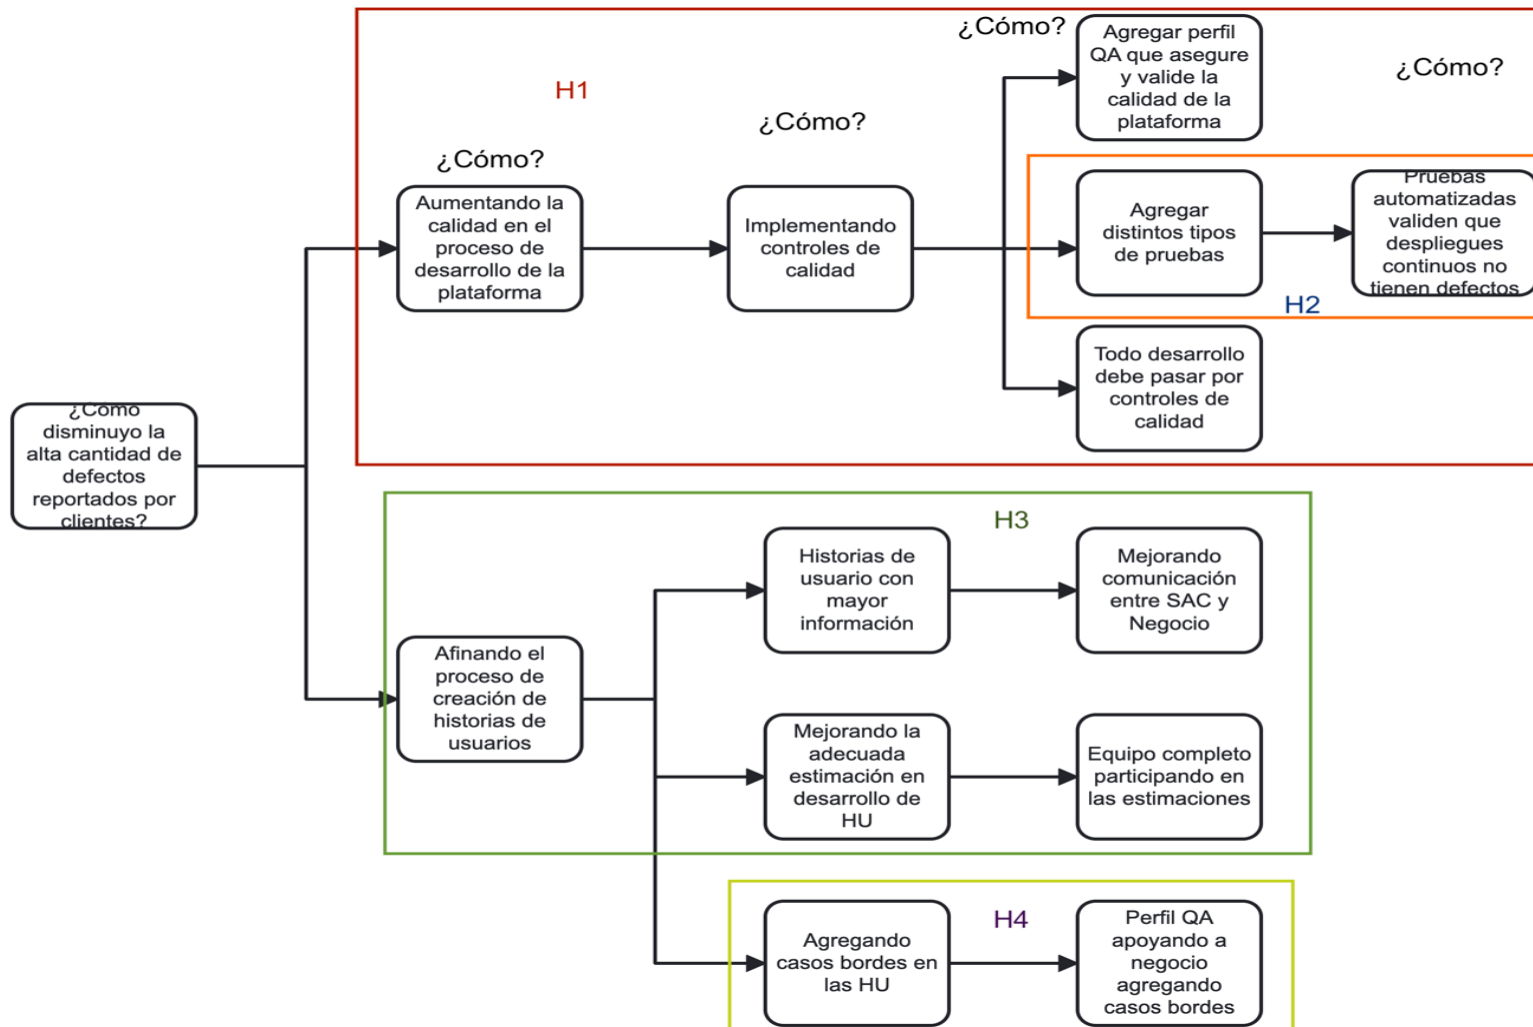 ¿Cómo
disminuyo la
alta cantidad de
defectos
reportados por
clientes?
H1
¿Cómo?
Aumentando la
calidad en el
proceso de
desarrollo de la
plataforma
¿Cómo?
Implementando
controles de
calidad
¿Cómo?
Agregar perfil
QA que asegure
y valide la
calidad de la
plataforma
¿Cómo?
Agregar
distintos tipos
de pruebas
Pruebas
automatizadas
validen que
despliegues
continuos no
tienen defectos
H2
Todo desarrollo
debe pasar por
controles de
calidad
H3
Afinando el
proceso de
creación de
historias de
usuarios
Historias de
usuario con
mayor
información
Mejorando
comunicación
entre SAC y
Negocio
Mejorando la
adecuada
estimación en
desarrollo de
HU
Equipo completo
participando en
las estimaciones
H4
Agregando
casos bordes en
las HU
Perfil QA
apoyando a
negocio
agregando
casos bordes